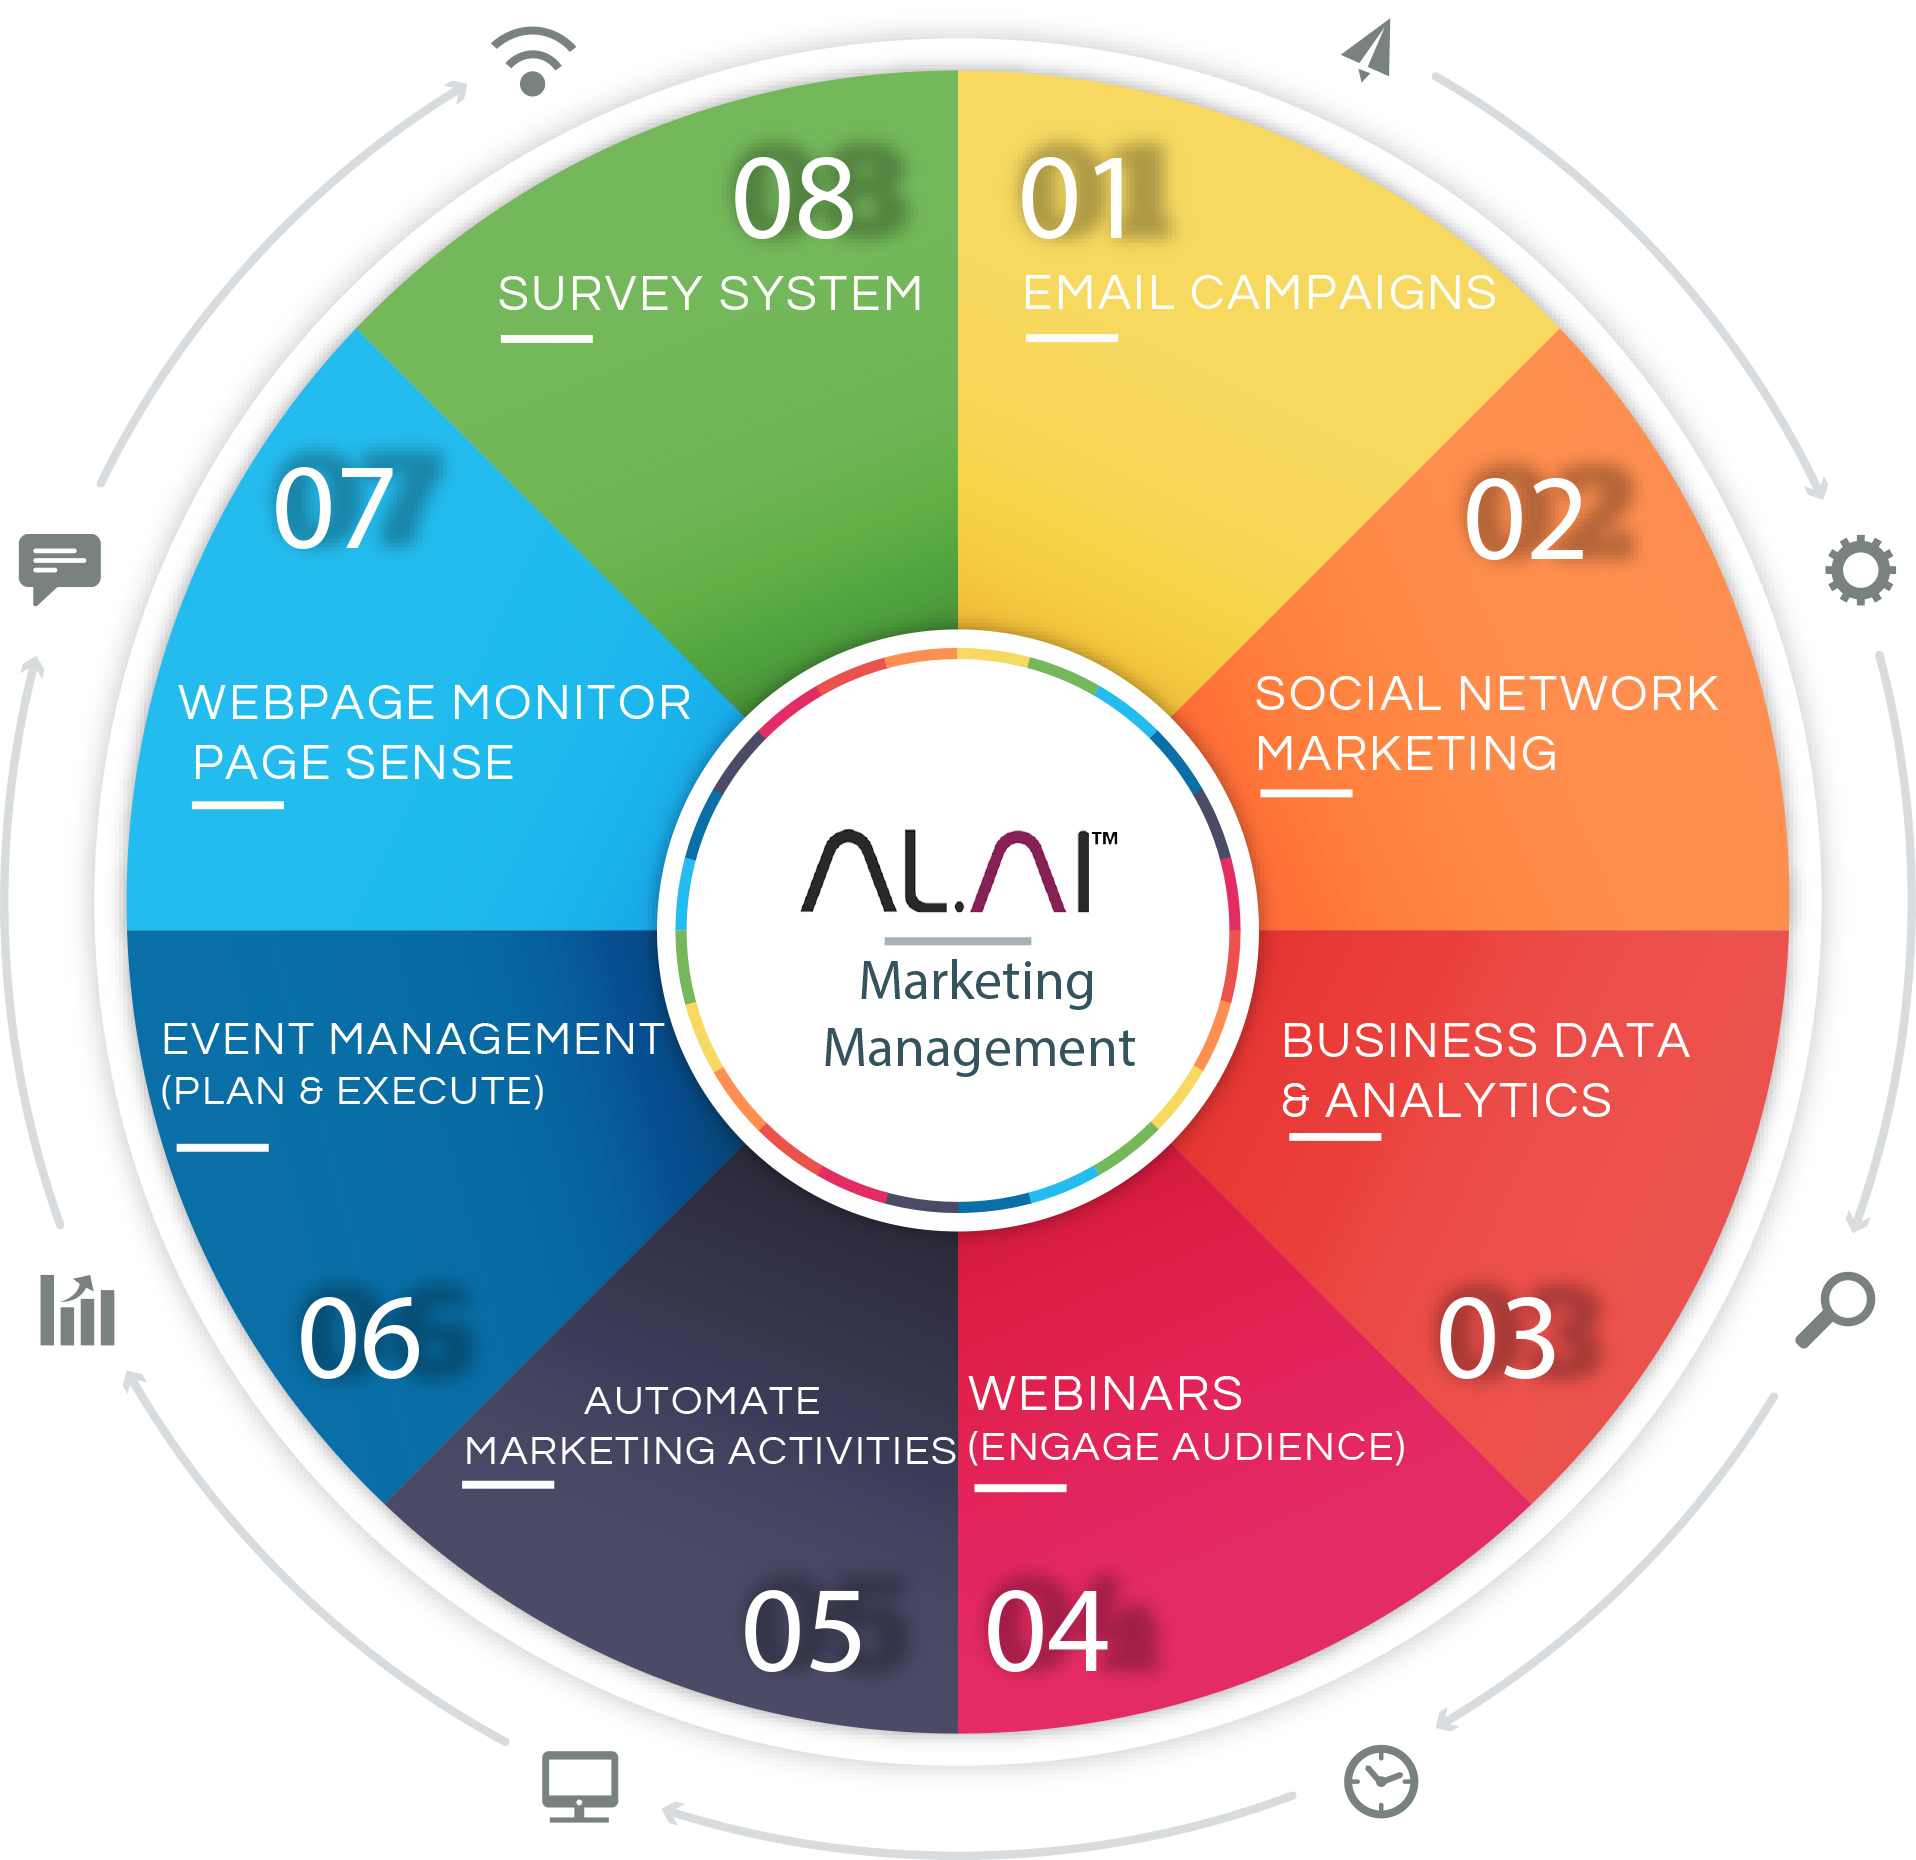 01
EMAIL CAMPAIGNS
02
SOCIAL NETWORK
MARKETING
BUSINESS DATA
& ANALYTICS
03
WEBINARS
(ENGAGE AUDIENCE)
04
AUTOMATE
MARKETING ACTIVITIES
05
EVENT MANAGEMENT
(PLAN & EXECUTE)
06
07
WEBPAGE MONITOR
PAGE SENSE
08
SURVEY SYSTEM
AL.AI™
Marketing
Management